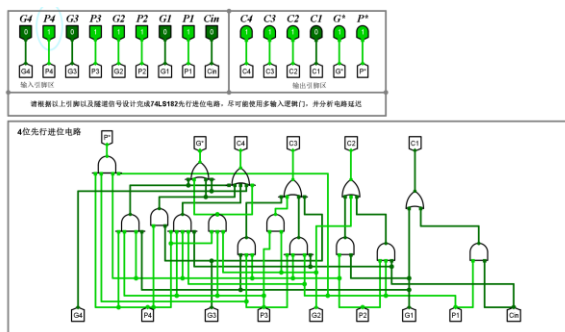 G4 P4 G3 P3 G2 P2 G1 P1 Cin
C4 C3 C2 C1 G* P*
0 1 0 1 1 1 0 1 0
1 1 1 0 1 1
G4 P4 G3 P3 G2 P2 G1 P1 Cin
C4 C3 C2 C1 G* P*
输入引脚区
输出引脚区
请根据以上引脚以及隧道信号设计完成74LS182先行进位电路，尽可能使用多输入逻辑门，并分析电路延迟
4位先行进位电路
P* G* C4 C3 C2 C1
G4 P4 G3 P3 G2 P2 G1 P1 Cin